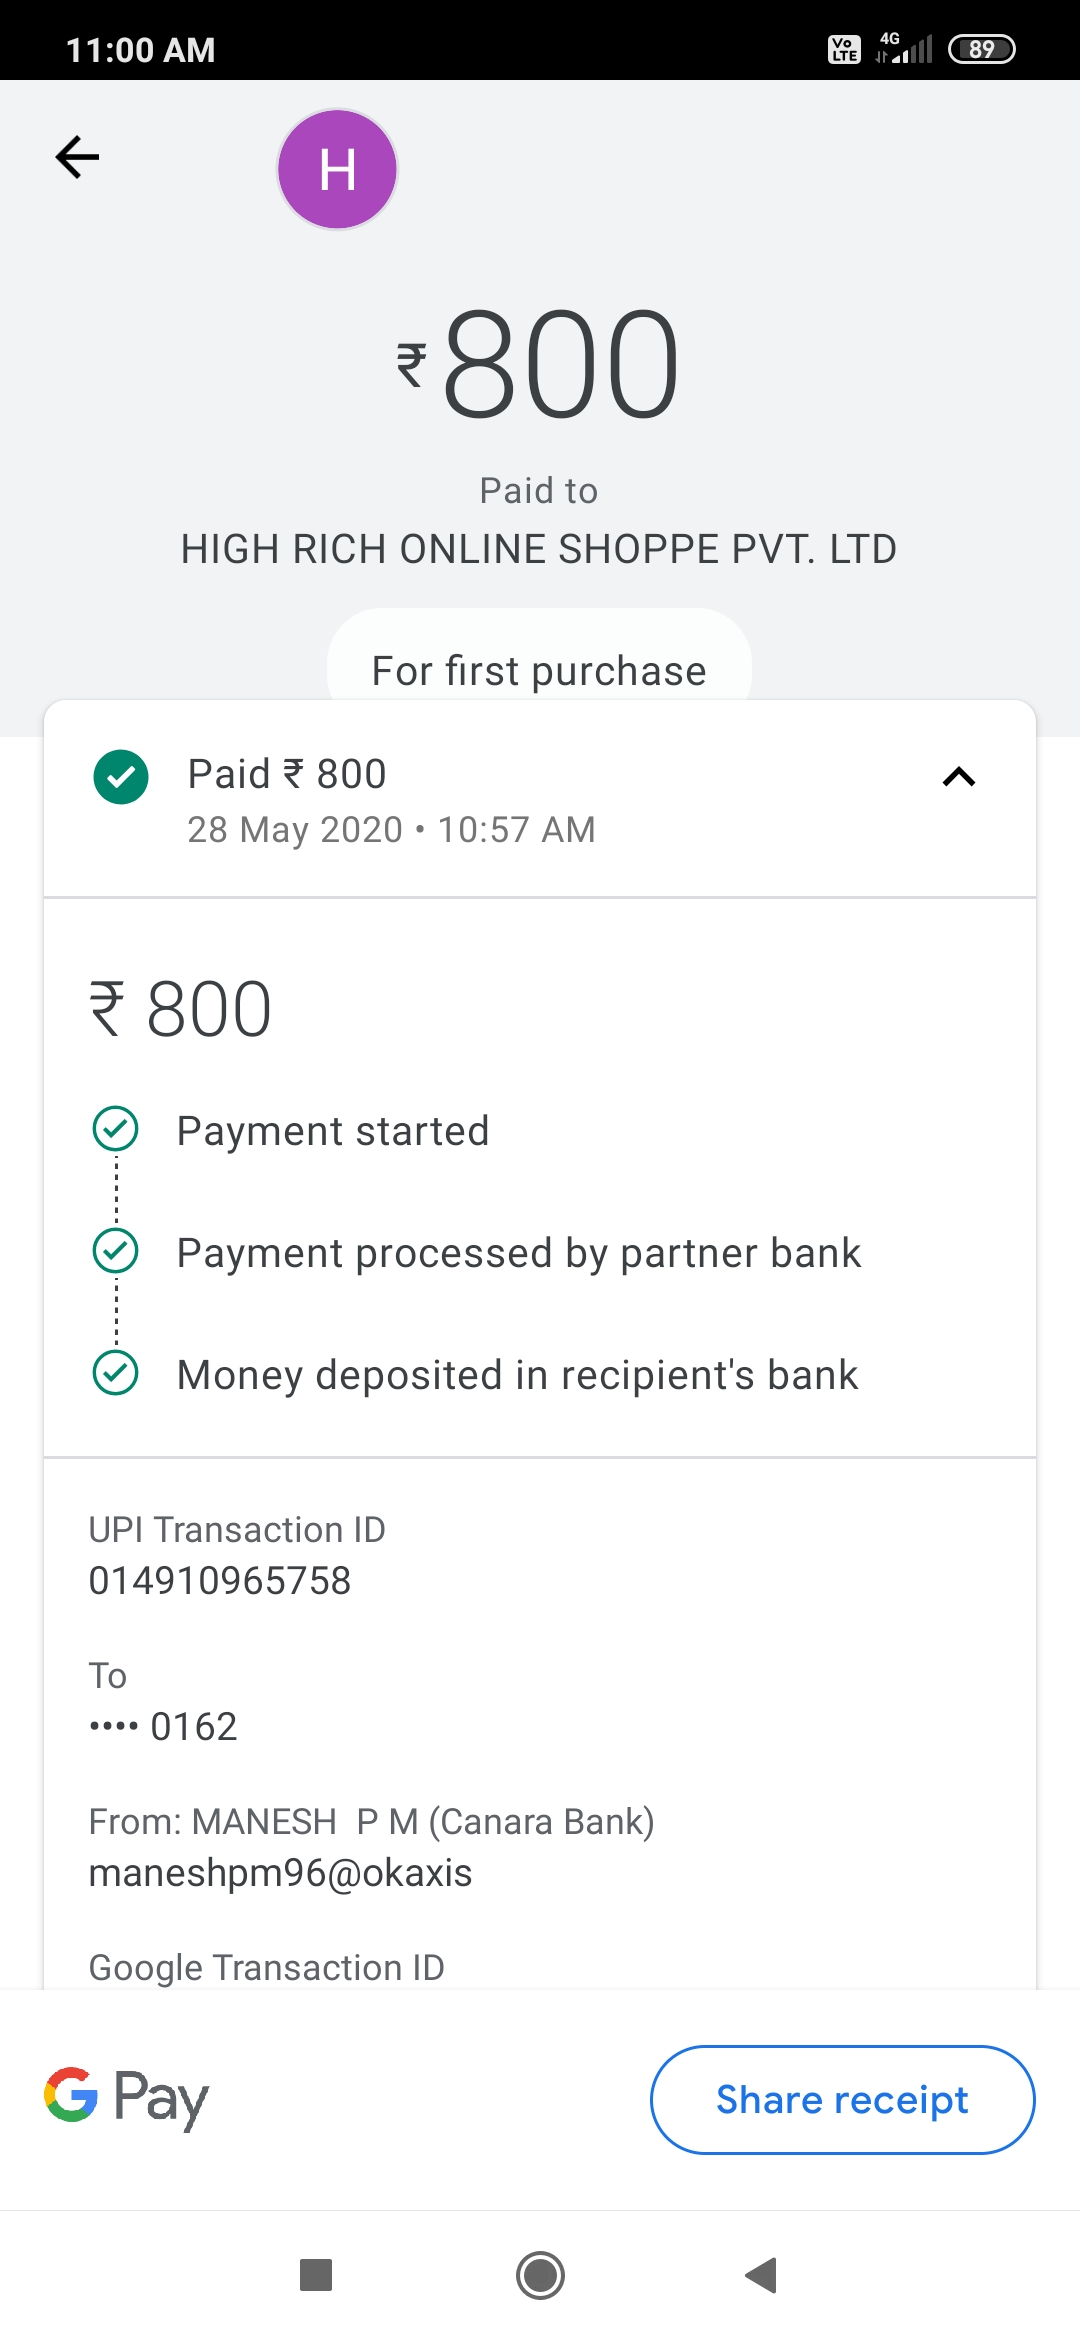 11:00 AM
Vo LTE 4G 89
H
₹800
Paid to
HIGH RICH ONLINE SHOPPE PVT. LTD
For first purchase
Paid ₹ 800
28 May 2020 • 10:57 AM
₹ 800
Payment started
Payment processed by partner bank
Money deposited in recipient's bank
UPI Transaction ID
014910965758
To
•••• 0162
From: MANESH  P M (Canara Bank)
maneshpm96@okaxis
Google Transaction ID
G Pay
Share receipt